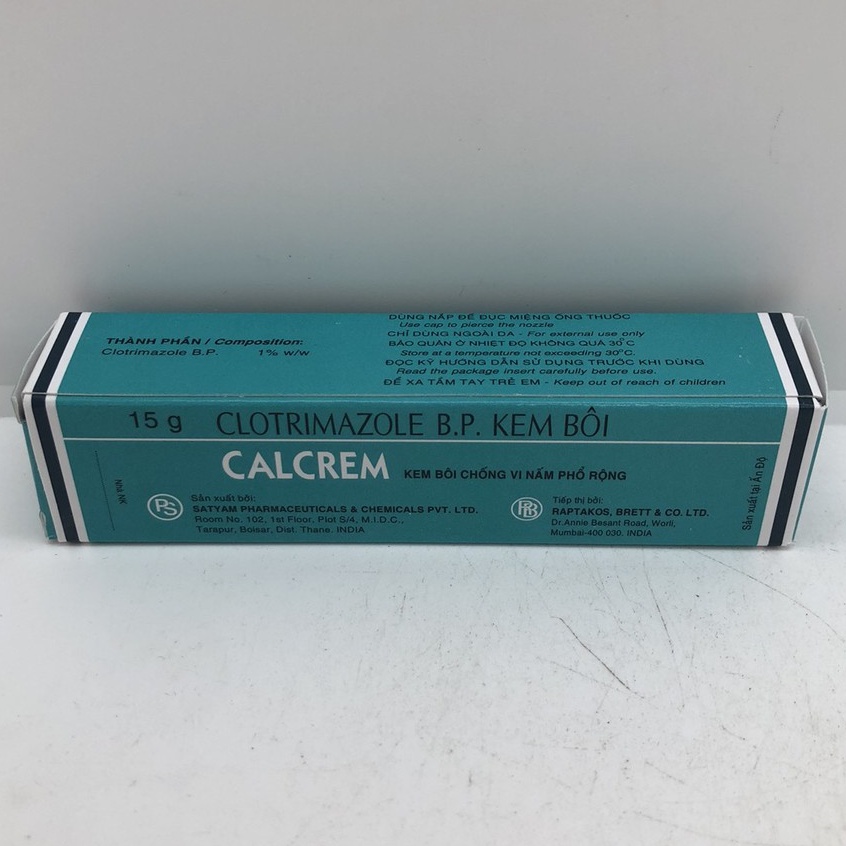 THÀNH PHẦN / Composition:
Clotrimazole B.P. 1% w/w
DÙNG NẮP ĐỂ ĐỤC MIỆNG ỐNG THUỐC
Use cap to pierce the nozzle
CHỈ DÙNG NGOÀI DA - For external use only
BẢO QUẢN Ở NHIỆT ĐỘ KHÔNG QUÁ 30°C
Store at a temperature not exceeding 30°C.
ĐỌC KỸ HƯỚNG DẪN SỬ DỤNG TRƯỚC KHI DÙNG
Read the package insert carefully before use.
ĐỂ XA TẦM TAY TRẺ EM - Keep out of reach of children
15 g CLOTRIMAZOLE B.P. KEM BÔI
CALCREM KEM BÔI CHỐNG VI NẤM PHỔ RỘNG
Nhà NK
PS
Sản xuất bởi:
SATYAM PHARMACEUTICALS & CHEMICALS PVT. LTD.
Room No. 102, 1st Floor, Plot S/4, M.I.D.C.,
Tarapur, Boisar, Dist. Thane. INDIA
RB
Tiếp thị bởi:
RAPTAKOS, BRETT & CO. LTD.
Dr.Annie Besant Road, Worli,
Mumbai-400 030. INDIA
Sản xuất tại Ấn Độ